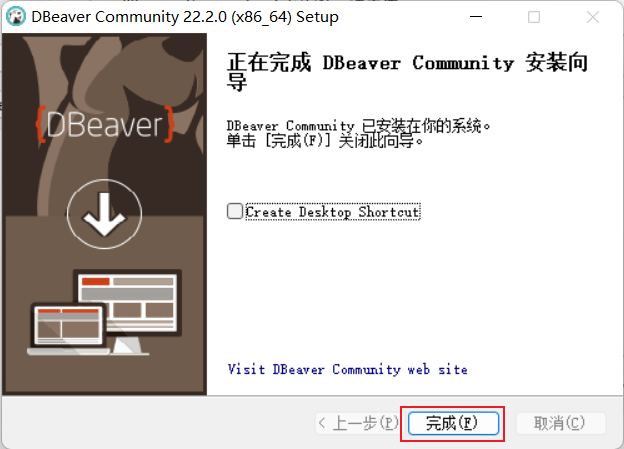 DBeaver Community 22.2.0 (x86_64) Setup
正在完成 DBeaver Community 安装向
导
{DBeaver}
DBeaver Community 已安装在你的系统。
单击 [完成(F)] 关闭此向导。
Create Desktop Shortcut
Visit DBeaver Community web site
< 上一步(P) 完成(F) 取消(C)